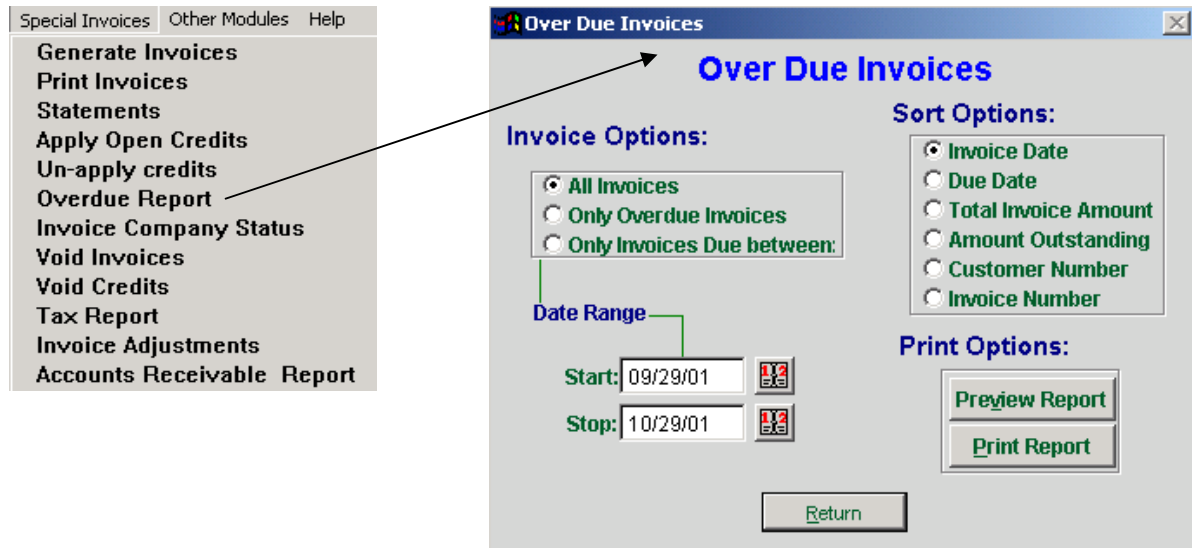 Special Invoices Other Modules Help
Generate Invoices
Print Invoices
Statements
Apply Open Credits
Un-apply credits
Overdue Report
Invoice Company Status
Void Invoices
Void Credits
Tax Report
Invoice Adjustments
Accounts Receivable Report
Over Due Invoices
Over Due Invoices
Invoice Options:
All Invoices
Only Overdue Invoices
Only Invoices Due between:
Date Range
Start: 09/29/01
Stop: 10/29/01
Sort Options:
Invoice Date
Due Date
Total Invoice Amount
Amount Outstanding
Customer Number
Invoice Number
Print Options:
Preview Report
Print Report
Return